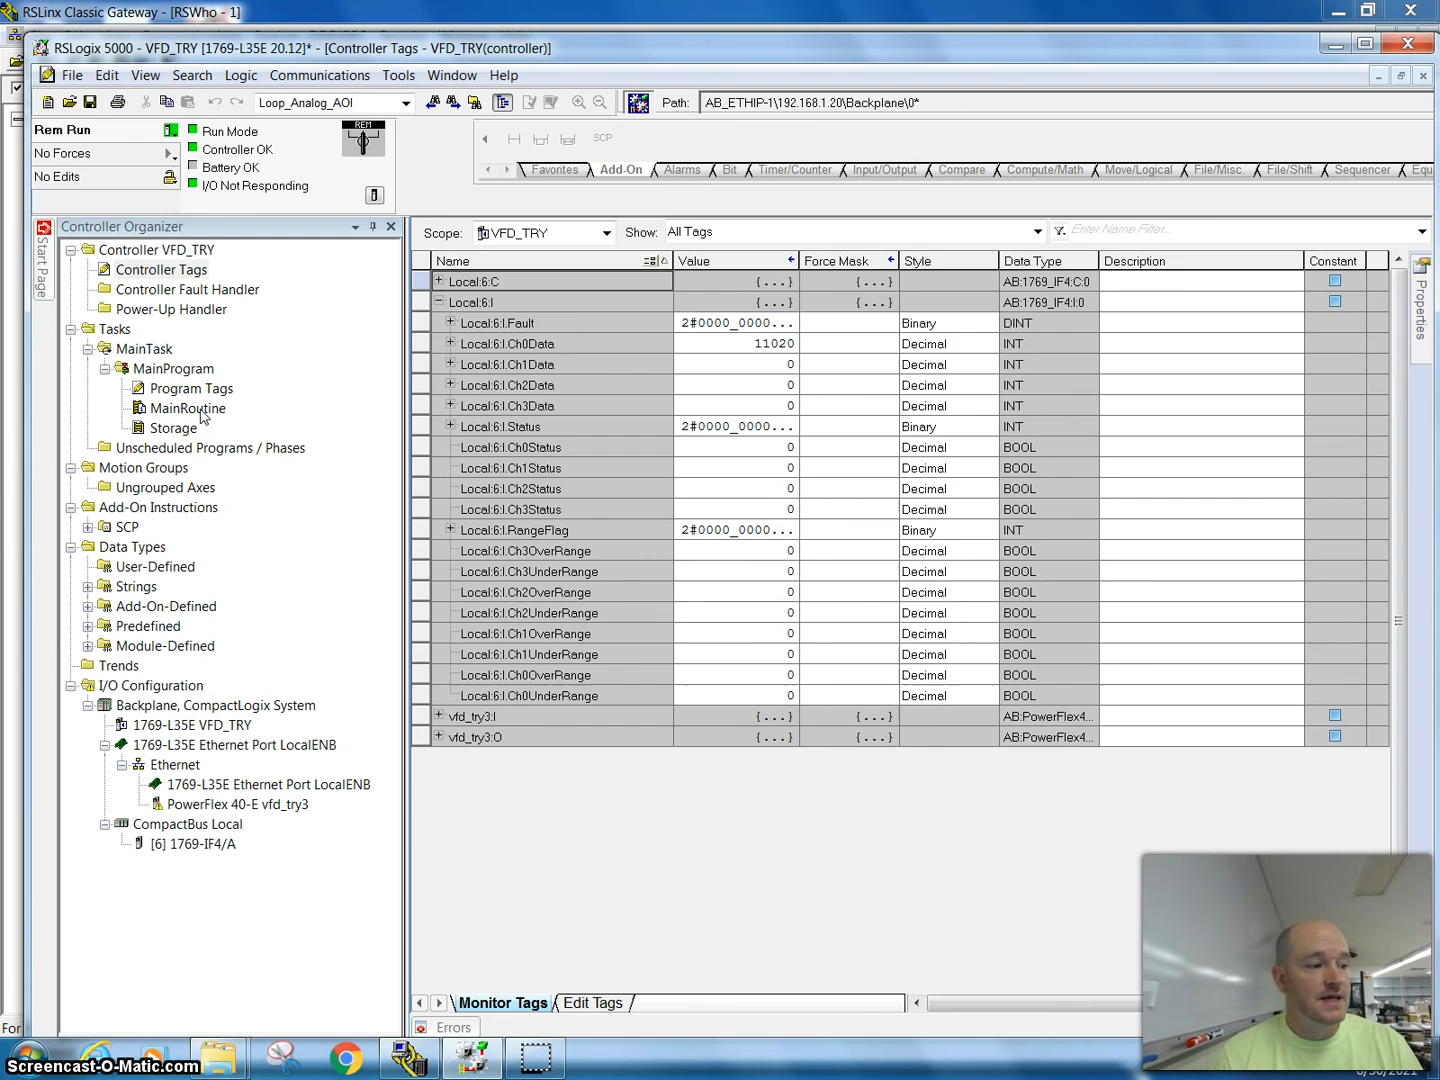 RSLinx Classic Gateway - [RSWho - 1]
RSLogix 5000 - VFD_TRY [1769-L35E 20.12]* - [Controller Tags - VFD_TRY(controller)]
File Edit View Search Logic Communications Tools Window Help
Loop_Analog_AOI Path: AB_ETHIP-1\192.168.1.20\Backplane\0*
Rem Run Run Mode REM
No Forces Controller OK
Battery OK
No Edits I/O Not Responding
SCP
Favorites Add-On Alarms Bit Timer/Counter Input/Output Compare Compute/Math Move/Logical File/Misc. File/Shift Sequencer Equ
Start Page
Controller Organizer
Controller VFD_TRY
Controller Tags
Controller Fault Handler
Power-Up Handler
Tasks
MainTask
MainProgram
Program Tags
MainRoutine
Storage
Unscheduled Programs / Phases
Motion Groups
Ungrouped Axes
Add-On Instructions
SCP
Data Types
User-Defined
Strings
Add-On-Defined
Predefined
Module-Defined
Trends
I/O Configuration
Backplane, CompactLogix System
1769-L35E VFD_TRY
1769-L35E Ethernet Port LocalENB
Ethernet
1769-L35E Ethernet Port LocalENB
PowerFlex 40-E vfd_try3
CompactBus Local
[6] 1769-IF4/A
Scope: VFD_TRY Show: All Tags Enter Name Filter...
Name Value Force Mask Style Data Type Description Constant
Local:6:C {...} {...} AB:1769_IF4:C:0
Local:6:I {...} {...} AB:1769_IF4:I:0
Local:6:I.Fault 2#0000_0000... Binary DINT
Local:6:I.Ch0Data 11020 Decimal INT
Local:6:I.Ch1Data 0 Decimal INT
Local:6:I.Ch2Data 0 Decimal INT
Local:6:I.Ch3Data 0 Decimal INT
Local:6:I.Status 2#0000_0000... Binary INT
Local:6:I.Ch0Status 0 Decimal BOOL
Local:6:I.Ch1Status 0 Decimal BOOL
Local:6:I.Ch2Status 0 Decimal BOOL
Local:6:I.Ch3Status 0 Decimal BOOL
Local:6:I.RangeFlag 2#0000_0000... Binary INT
Local:6:I.Ch3OverRange 0 Decimal BOOL
Local:6:I.Ch3UnderRange 0 Decimal BOOL
Local:6:I.Ch2OverRange 0 Decimal BOOL
Local:6:I.Ch2UnderRange 0 Decimal BOOL
Local:6:I.Ch1OverRange 0 Decimal BOOL
Local:6:I.Ch1UnderRange 0 Decimal BOOL
Local:6:I.Ch0OverRange 0 Decimal BOOL
Local:6:I.Ch0UnderRange 0 Decimal BOOL
vfd_try3:I {...} {...} AB:PowerFlex4...
vfd_try3:O {...} {...} AB:PowerFlex4...
Properties
Monitor Tags Edit Tags
Errors
For
Screencast-O-Matic.com